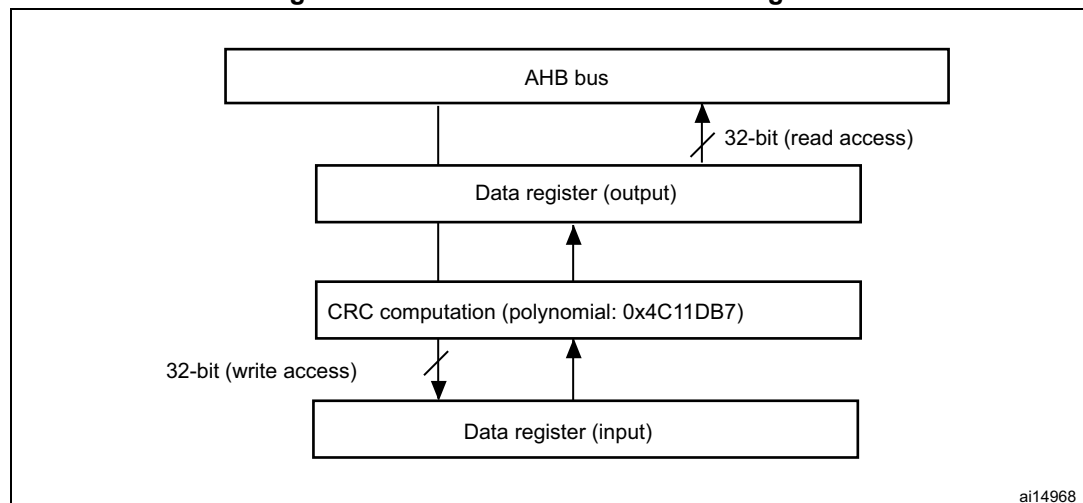 AHB bus
32-bit (read access)
Data register (output)
CRC computation (polynomial: 0x4C11DB7)
32-bit (write access)
Data register (input)
ai14968